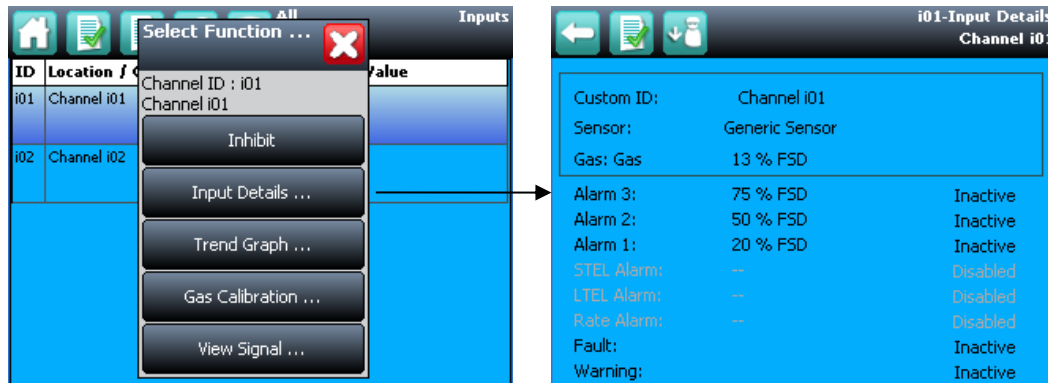 All
Inputs
Select Function ...
ID Location / Value
Channel ID : i01
Channel i01
i01 Channel i01
Inhibit
i02 Channel i02
Input Details ...
Trend Graph ...
Gas Calibration ...
View Signal ...
i01-Input Details
Channel i01
Custom ID: Channel i01
Sensor: Generic Sensor
Gas: Gas 13 % FSD
Alarm 3: 75 % FSD Inactive
Alarm 2: 50 % FSD Inactive
Alarm 1: 20 % FSD Inactive
STEL Alarm: -- Disabled
LTEL Alarm: -- Disabled
Rate Alarm: -- Disabled
Fault: Inactive
Warning: Inactive